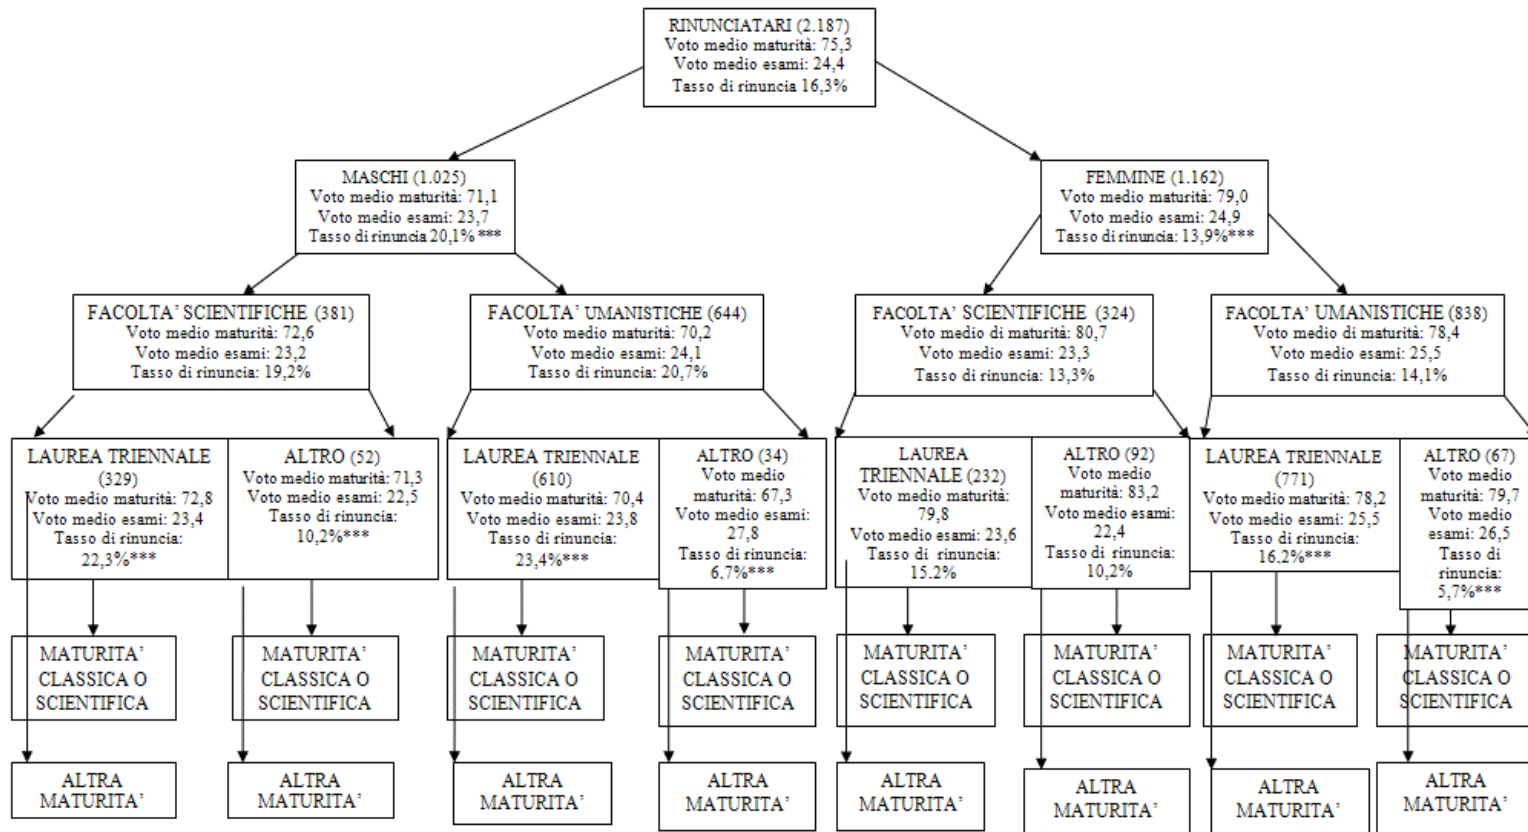 RINUNCIATARI (2.187)
Voto medio maturità: 75,3
Voto medio esami: 24,4
Tasso di rinuncia 16,3%
MASCHI (1.025)
Voto medio maturità: 71,1
Voto medio esami: 23,7
Tasso di rinuncia 20,1% ***
FEMMINE (1.162)
Voto medio maturità: 79,0
Voto medio esami: 24,9
Tasso di rinuncia: 13,9%***
FACOLTA' SCIENTIFICHE (381)
Voto medio maturità: 72,6
Voto medio esami: 23,2
Tasso di rinuncia: 19,2%
FACOLTA' UMANISTICHE (644)
Voto medio maturità: 70,2
Voto medio esami: 24,1
Tasso di rinuncia: 20,7%
FACOLTA' SCIENTIFICHE (324)
Voto medio di maturità: 80,7
Voto medio esami: 23,3
Tasso di rinuncia: 13,3%
FACOLTA' UMANISTICHE (838)
Voto medio di maturità: 78,4
Voto medio esami: 25,5
Tasso di rinuncia: 14,1%
LAUREA TRIENNALE
(329)
Voto medio maturità: 72,8
Voto medio esami: 23,4
Tasso di rinuncia:
22,3%***
ALTRO (52)
Voto medio maturità: 71,3
Voto medio esami: 22,5
Tasso di rinuncia:
10,2%***
LAUREA TRIENNALE
(610)
Voto medio maturità: 70,4
Voto medio esami: 23,8
Tasso di rinuncia:
23,4%***
ALTRO (34)
Voto medio
maturità: 67,3
Voto medio esami:
27,8
Tasso di rinuncia:
6,7%***
LAUREA
TRIENNALE (232)
Voto medio maturità:
79,8
Voto medio esami: 23,6
Tasso di rinuncia:
15.2%
ALTRO (92)
Voto medio
maturità: 83,2
Voto medio esami:
22,4
Tasso di rinuncia:
10,2%
LAUREA TRIENNALE
(771)
Voto medio maturità: 78,2
Voto medio esami: 25,5
Tasso di rinuncia:
16,2%***
ALTRO (67)
Voto medio
maturità: 79,7
Voto medio
esami: 26,5
Tasso di
rinuncia:
5,7%***
MATURITA'
CLASSICA O
SCIENTIFICA
MATURITA'
CLASSICA O
SCIENTIFICA
MATURITA'
CLASSICA O
SCIENTIFICA
MATURITA'
CLASSICA O
SCIENTIFICA
MATURITA'
CLASSICA O
SCIENTIFICA
MATURITA'
CLASSICA O
SCIENTIFICA
MATURITA'
CLASSICA O
SCIENTIFICA
MATURITA'
CLASSICA O
SCIENTIFICA
ALTRA
MATURITA'
ALTRA
MATURITA'
ALTRA
MATURITA'
ALTRA
MATURITA'
ALTRA
MATURITA'
ALTRA
MATURITA'
ALTRA
MATURITA'
ALTRA
MATURITA'